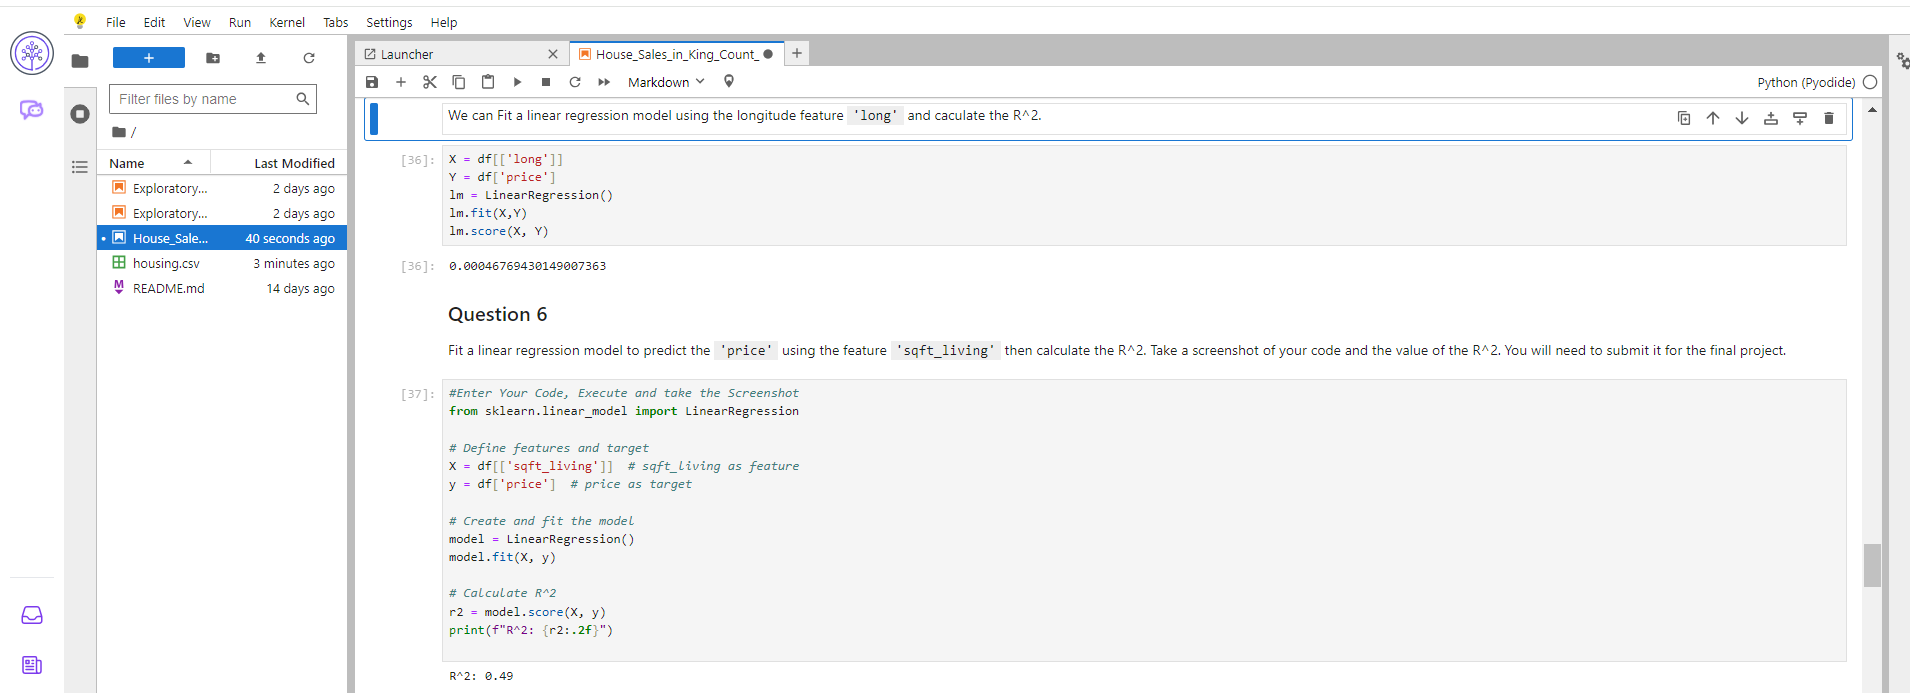 File Edit View Run Kernel Tabs Settings Help
Launcher
House_Sales_in_King_Count_
Markdown
Python (Pyodide)
Filter files by name
/
Name Last Modified
Exploratory... 2 days ago
Exploratory... 2 days ago
House_Sale... 40 seconds ago
housing.csv 3 minutes ago
README.md 14 days ago
We can Fit a linear regression model using the longitude feature 'long' and caculate the R^2.
[36]: X = df[['long']]
Y = df['price']
lm = LinearRegression()
lm.fit(X,Y)
lm.score(X, Y)
[36]: 0.00046769430149007363
Question 6
Fit a linear regression model to predict the 'price' using the feature 'sqft_living' then calculate the R^2. Take a screenshot of your code and the value of the R^2. You will need to submit it for the final project.
[37]: #Enter Your Code, Execute and take the Screenshot
from sklearn.linear_model import LinearRegression
# Define features and target
X = df[['sqft_living']]  # sqft_living as feature
y = df['price']  # price as target
# Create and fit the model
model = LinearRegression()
model.fit(X, y)
# Calculate R^2
r2 = model.score(X, y)
print(f"R^2: {r2:.2f}")
R^2: 0.49